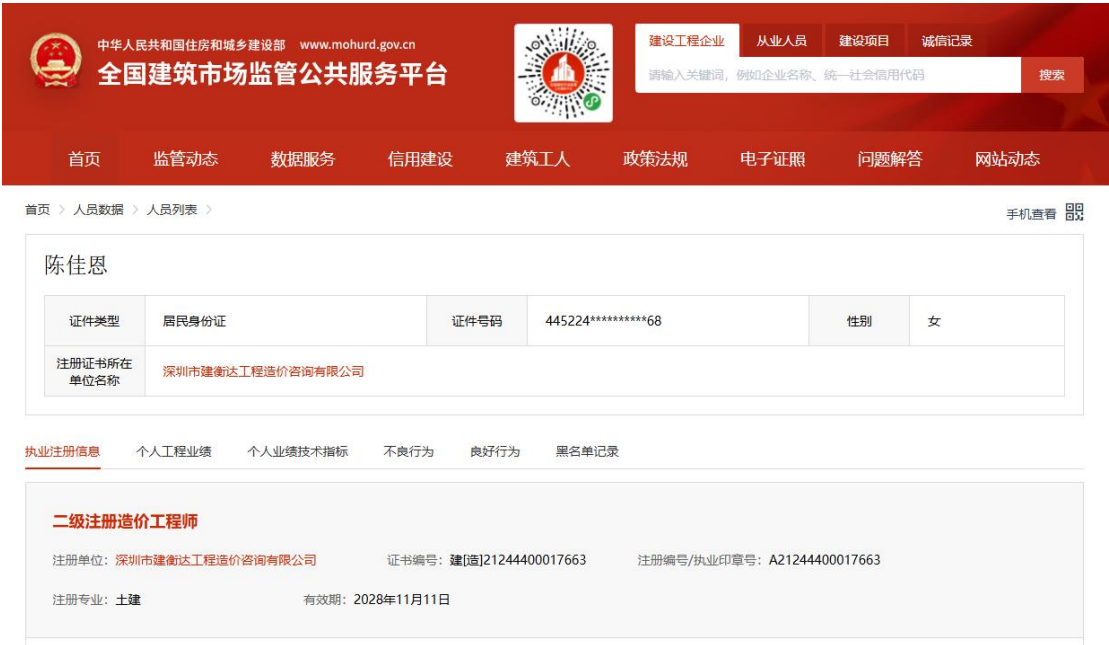 中华人民共和国住房和城乡建设部 www.mohurd.gov.cn
全国建筑市场监管公共服务平台
建设工程企业 从业人员 建设项目 诚信记录
请输入关键词，例如企业名称、统一社会信用代码 搜索
首页 监管动态 数据服务 信用建设 建筑工人 政策法规 电子证照 问题解答 网站动态
首页 > 人员数据 > 人员列表 >
手机查看
陈佳恩
证件类型 居民身份证 证件号码 445224**********68 性别 女
注册证书所在
单位名称
深圳市建衡达工程造价咨询有限公司
执业注册信息 个人工程业绩 个人业绩技术指标 不良行为 良好行为 黑名单记录
二级注册造价工程师
注册单位：深圳市建衡达工程造价咨询有限公司 证书编号：建[造]21244400017663 注册编号/执业印章号：A21244400017663
注册专业：土建 有效期：2028年11月11日